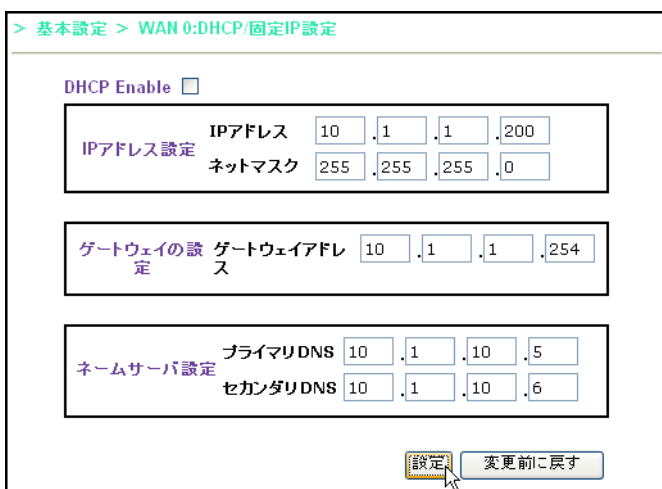 > 基本設定 > WAN 0:DHCP/固定IP設定
DHCP Enable
IPアドレス設定
IPアドレス 10 .1 .1 .200
ネットマスク 255 .255 .255 .0
ゲートウェイの設
定
ゲートウェイアドレ
ス
10 .1 .1 .254
ネームサーバ設定
プライマリDNS 10 .1 .10 .5
セカンダリDNS 10 .1 .10 .6
設定 変更前に戻す